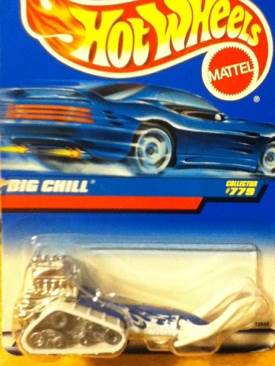 HOT WHEELS
MATTEL
BIG CHILL
COLLECTOR
#779